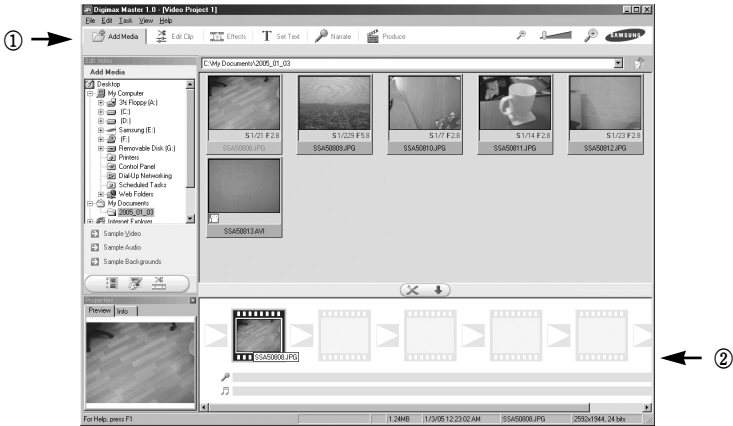 Digimax Master 1.0 - [Video Project 1]
File Edit Task View Help
① Add Media Edit Clip Effects T Set Text Narrate Produce SAMSUNG
Edit Video
C:\My Documents\2005_01_03
Add Media
Desktop
My Computer
3½ Floppy (A:)
(C:)
(D:)
Samsung (E:)
(F:)
Removable Disk (G:)
Printers
Control Panel
Dial-Up Networking
Scheduled Tasks
Web Folders
My Documents
2005_01_03
Internet Explorer
S 1/21 F2.8 S 1/229 F5.8 S 1/7 F2.8 S 1/14 F2.8 S 1/23 F2.8
SSA50808.JPG SSA50809.JPG SSA50810.JPG SSA50811.JPG SSA50812.JPG
SSA50813.AVI
Sample Video
Sample Audio
Sample Backgrounds
Properties
Preview Info
SSA50808.JPG
②
For Help, press F1 1.24MB 1/3/05 12:23:02 AM SSA50808.JPG 2592x1944, 24 bits